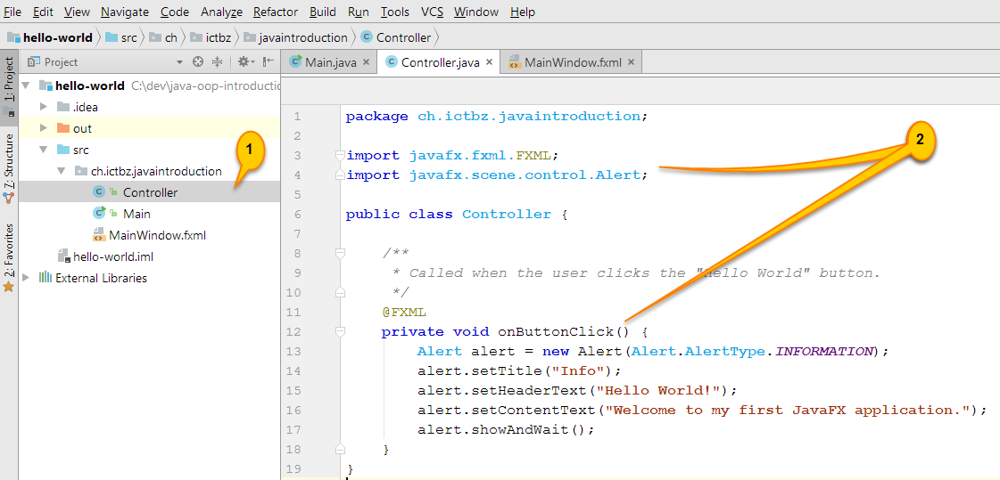 File Edit View Navigate Code Analyze Refactor Build Run Tools VCS Window Help
hello-world src ch ictbz javaintroduction Controller
1: Project
Z: Structure
2: Favorites
Project
hello-world C:\dev\java-oop-introductic
.idea
out
src
1
ch.ictbz.javaintroduction
Controller
Main
MainWindow.fxml
hello-world.iml
External Libraries
Main.java Controller.java MainWindow.fxml
1 package ch.ictbz.javaintroduction;
2
2
3 import javafx.fxml.FXML;
4 import javafx.scene.control.Alert;
5
6 public class Controller {
7
8 /**
9 * Called when the user clicks the "Hello World" button.
10 */
11 @FXML
12 private void onButtonClick() {
13 Alert alert = new Alert(Alert.AlertType.INFORMATION);
14 alert.setTitle("Info");
15 alert.setHeaderText("Hello World!");
16 alert.setContentText("Welcome to my first JavaFX application.");
17 alert.showAndWait();
18 }
19 }